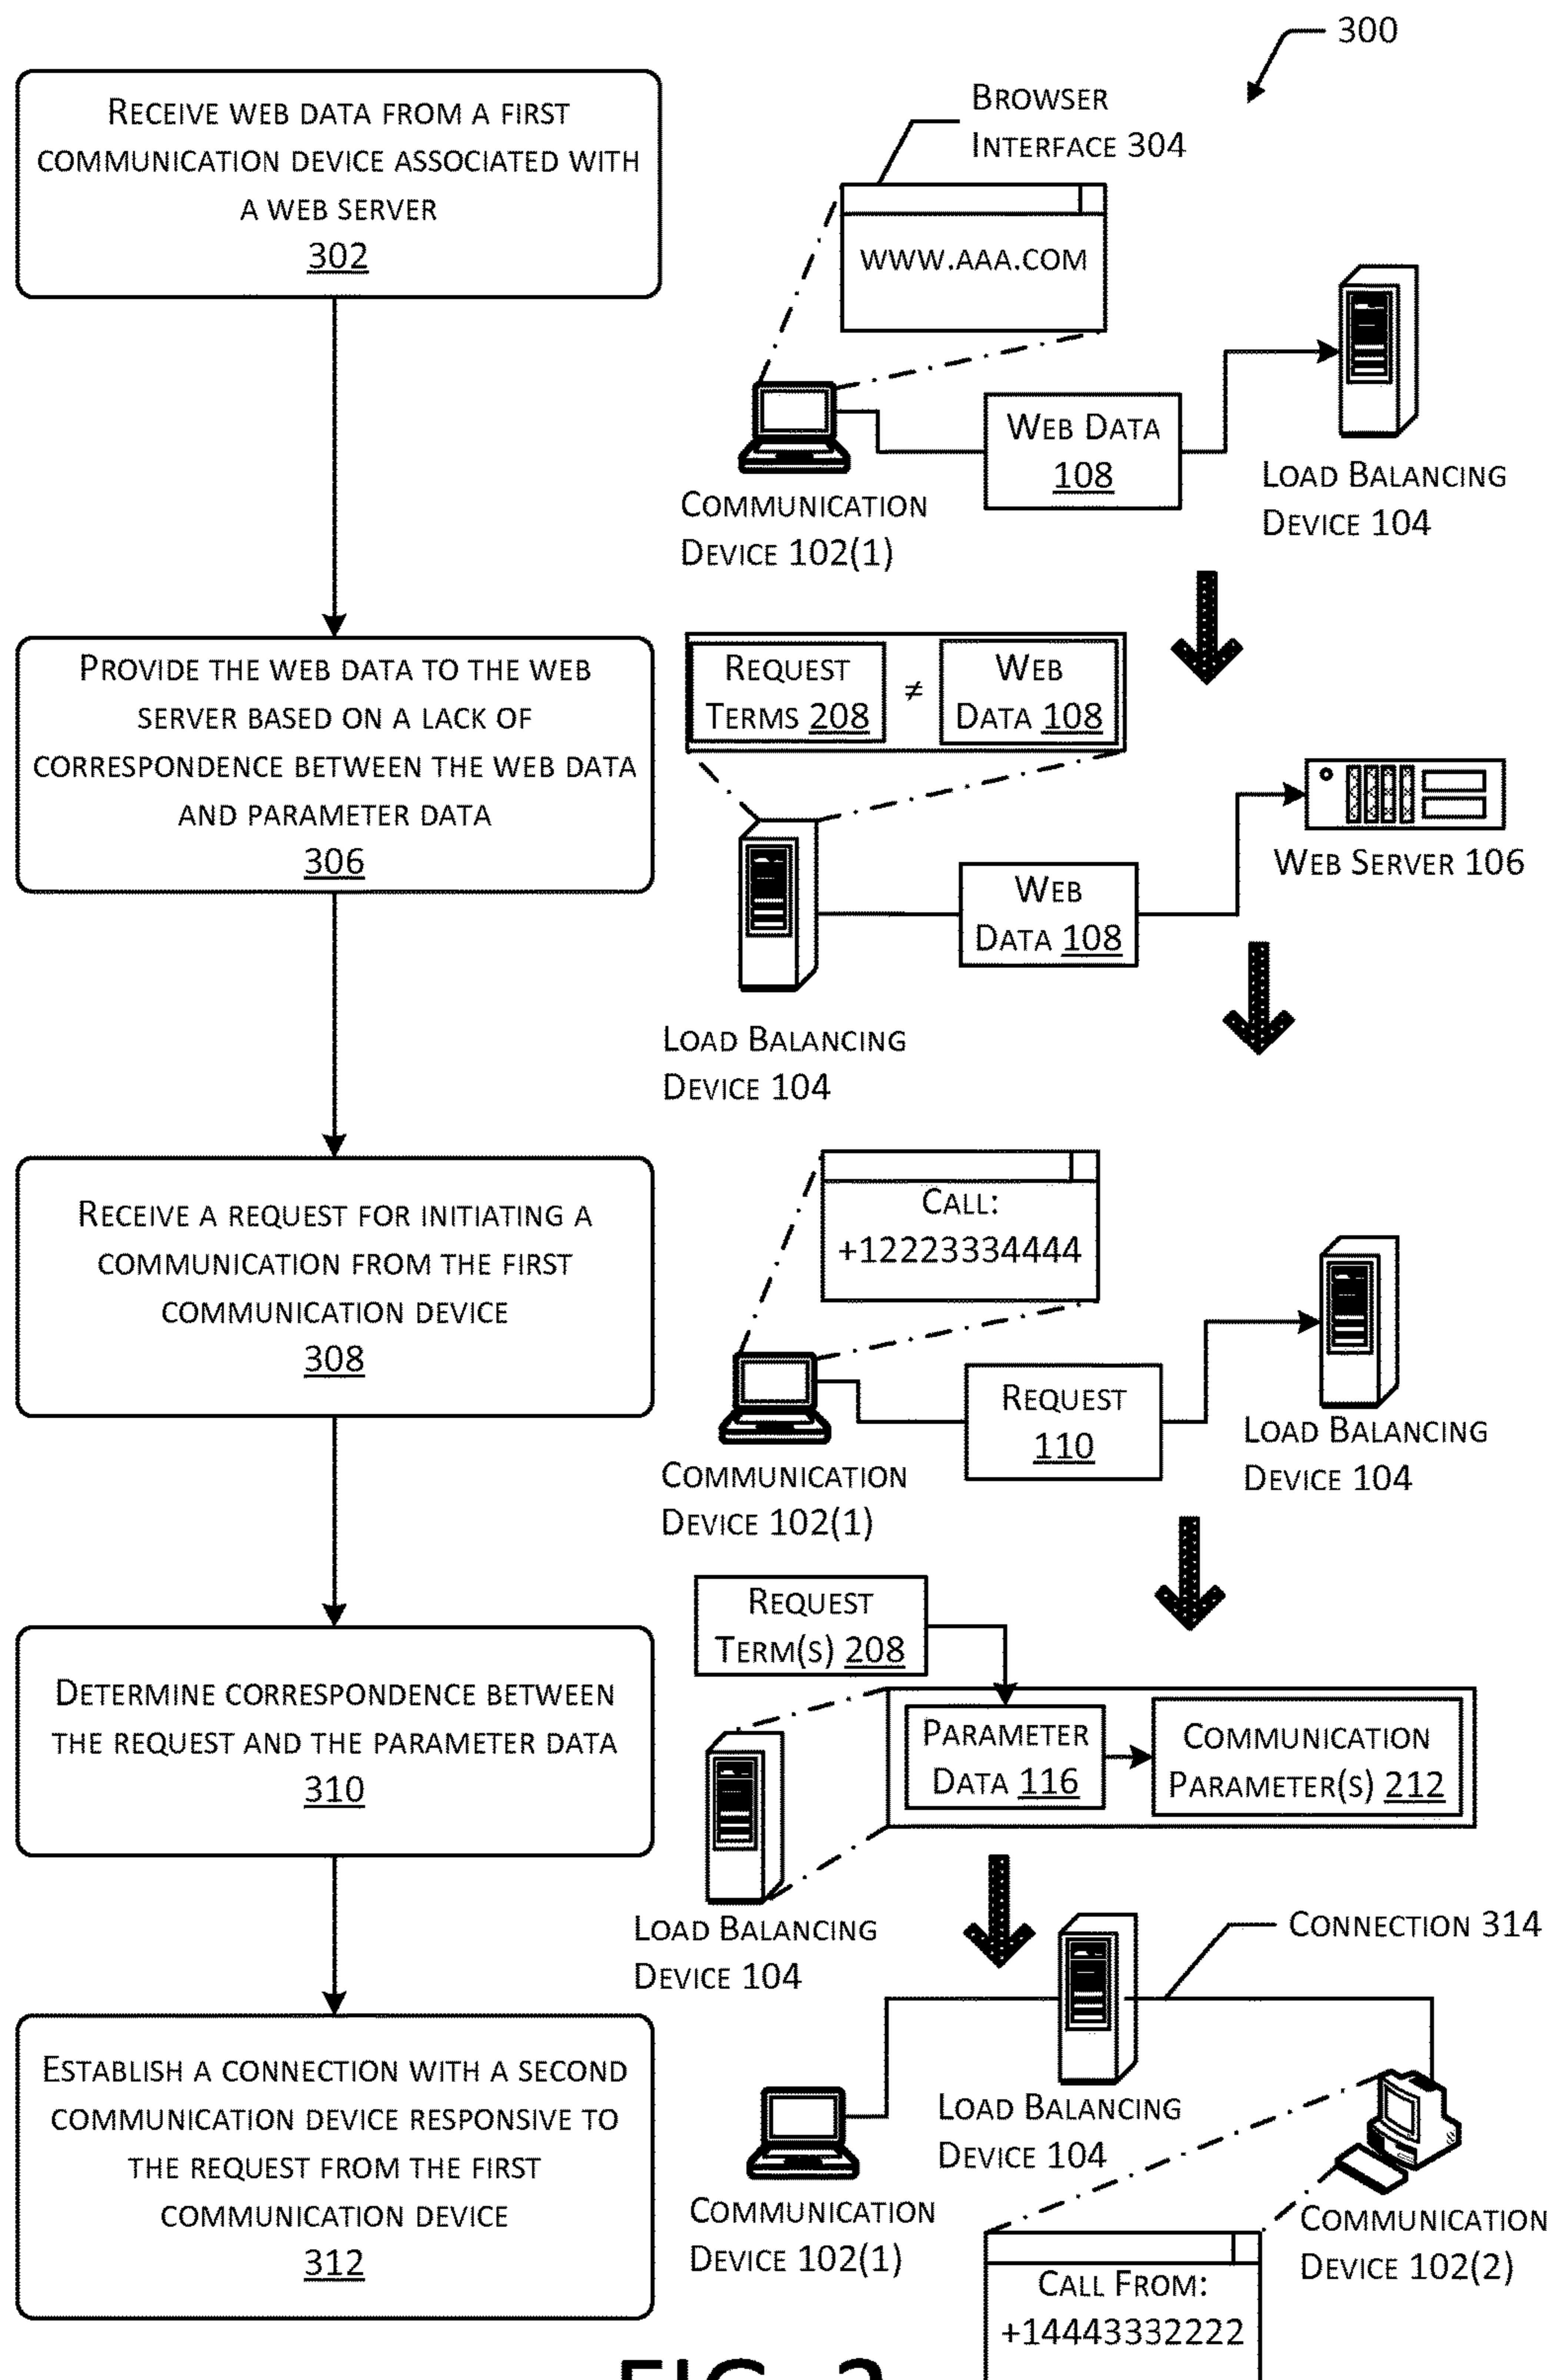 300
RECEIVE WEB DATA FROM A FIRST
COMMUNICATION DEVICE ASSOCIATED WITH
A WEB SERVER
302
BROWSER
INTERFACE 304
WWW.AAA.COM
WEB DATA
108
COMMUNICATION
DEVICE 102(1)
LOAD BALANCING
DEVICE 104
PROVIDE THE WEB DATA TO THE WEB
SERVER BASED ON A LACK OF
CORRESPONDENCE BETWEEN THE WEB DATA
AND PARAMETER DATA
306
REQUEST
TERMS 208
≠
WEB
DATA 108
WEB SERVER 106
WEB
DATA 108
LOAD BALANCING
DEVICE 104
RECEIVE A REQUEST FOR INITIATING A
COMMUNICATION FROM THE FIRST
COMMUNICATION DEVICE
308
CALL:
+12223334444
REQUEST
110
COMMUNICATION
DEVICE 102(1)
LOAD BALANCING
DEVICE 104
DETERMINE CORRESPONDENCE BETWEEN
THE REQUEST AND THE PARAMETER DATA
310
REQUEST
TERM(S) 208
PARAMETER
DATA 116
COMMUNICATION
PARAMETER(S) 212
LOAD BALANCING
DEVICE 104
ESTABLISH A CONNECTION WITH A SECOND
COMMUNICATION DEVICE RESPONSIVE TO
THE REQUEST FROM THE FIRST
COMMUNICATION DEVICE
312
CONNECTION 314
LOAD BALANCING
DEVICE 104
COMMUNICATION
DEVICE 102(1)
COMMUNICATION
DEVICE 102(2)
CALL FROM:
+14443332222